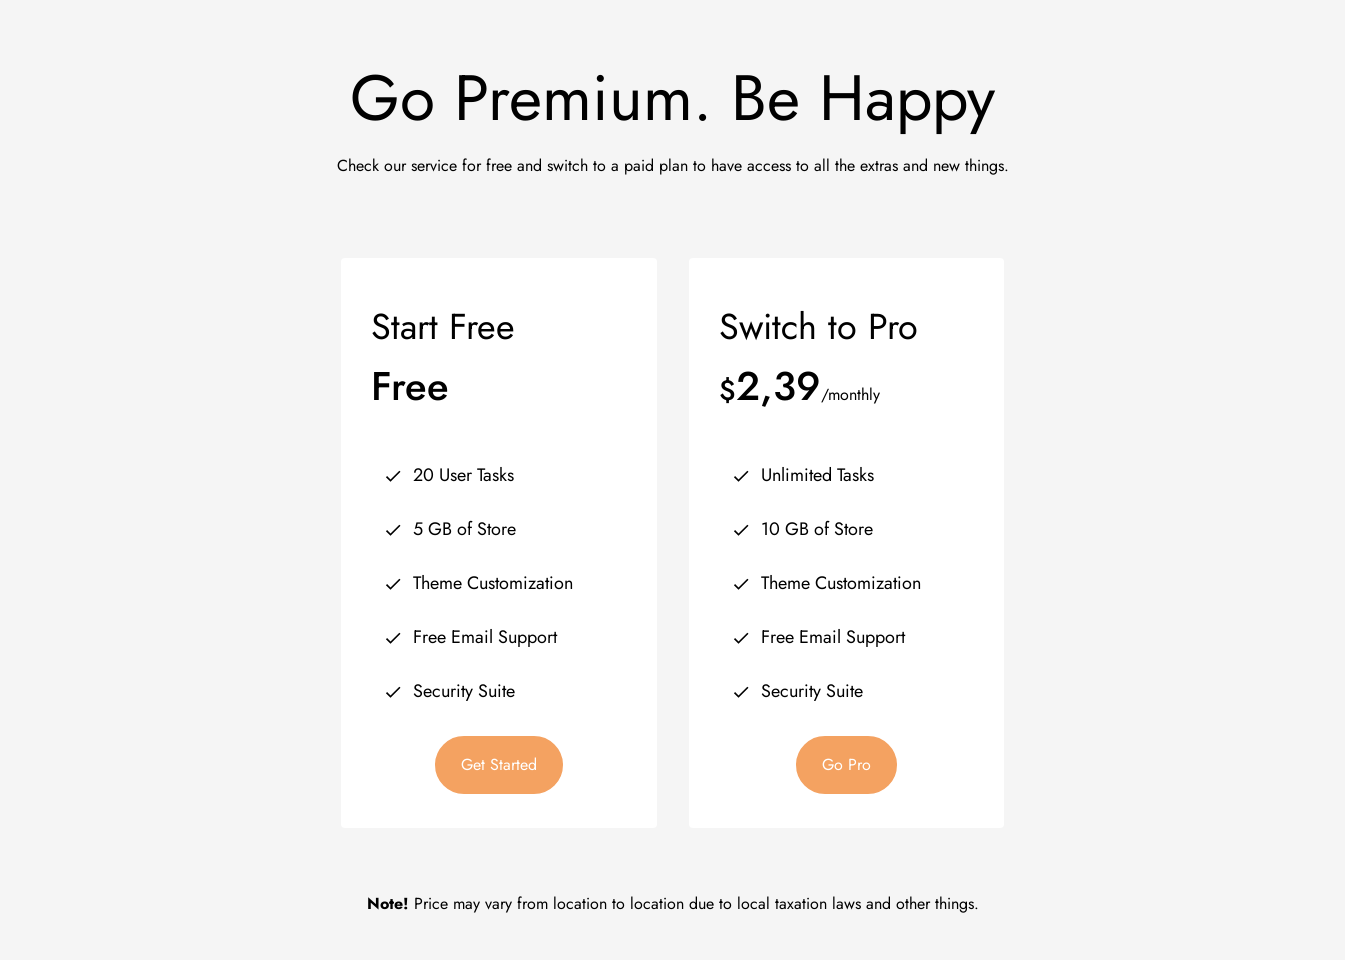 Go Premium. Be Happy
Check our service for free and switch to a paid plan to have access to all the extras and new things.
Start Free
Free
20 User Tasks
5 GB of Store
Theme Customization
Free Email Support
Security Suite
Get Started
Switch to Pro
$2,39/monthly
Unlimited Tasks
10 GB of Store
Theme Customization
Free Email Support
Security Suite
Go Pro
Note! Price may vary from location to location due to local taxation laws and other things.